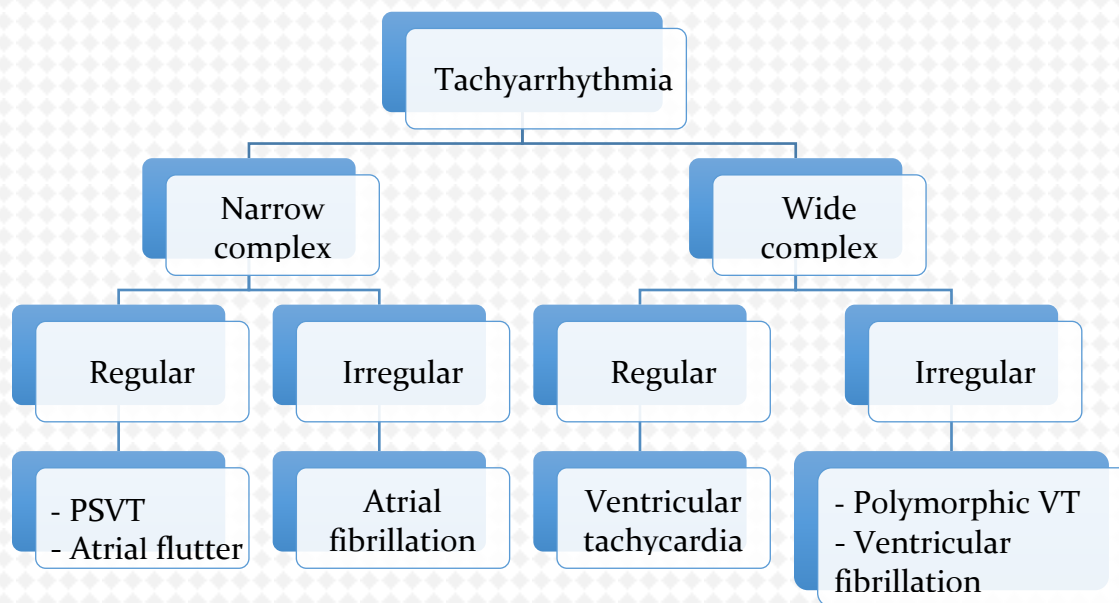 Tachyarrhythmia
Narrow
complex
Wide
complex
Regular
Irregular
Regular
Irregular
- PSVT
- Atrial flutter
Atrial
fibrillation
Ventricular
tachycardia
- Polymorphic VT
- Ventricular
fibrillation